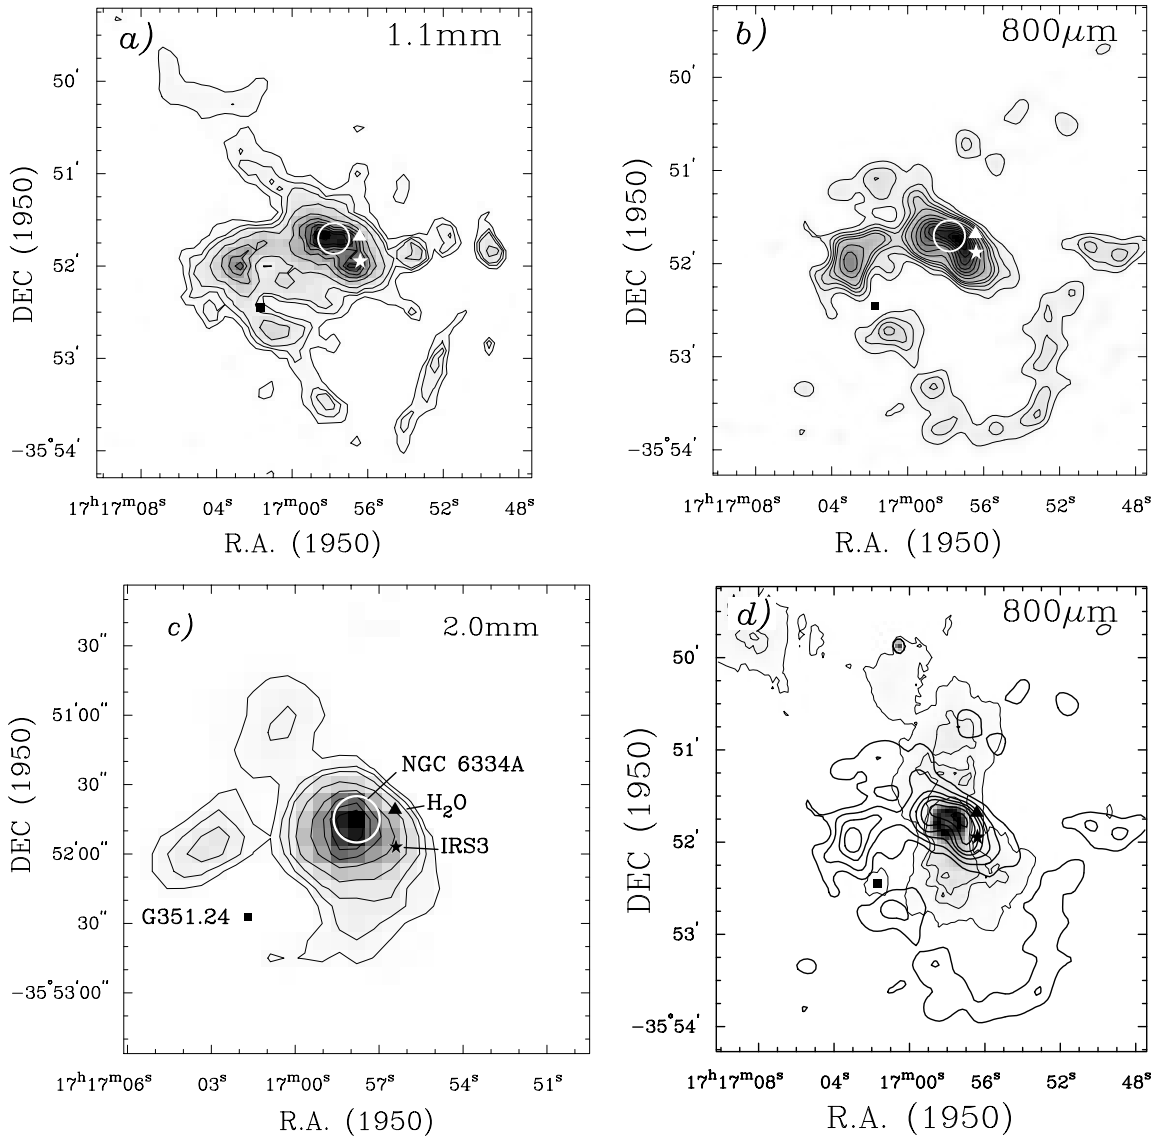 a)
1.1mm
DEC (1950)
50′
51′
52′
53′
−35°54′
17ʰ17ᵐ08ˢ 04ˢ 17ᵐ00ˢ 56ˢ 52ˢ 48ˢ
R.A. (1950)
b)
800μm
DEC (1950)
50′
51′
52′
53′
−35°54′
17ʰ17ᵐ08ˢ 04ˢ 17ᵐ00ˢ 56ˢ 52ˢ 48ˢ
R.A. (1950)
c)
2.0mm
DEC (1950)
30″
51′00″
30″
52′00″
30″
−35°53′00″
NGC 6334A
H₂O
IRS3
G351.24
17ʰ17ᵐ06ˢ 03ˢ 17ᵐ00ˢ 57ˢ 54ˢ 51ˢ
R.A. (1950)
d)
800μm
DEC (1950)
50′
51′
52′
53′
−35°54′
17ʰ17ᵐ08ˢ 04ˢ 17ᵐ00ˢ 56ˢ 52ˢ 48ˢ
R.A. (1950)